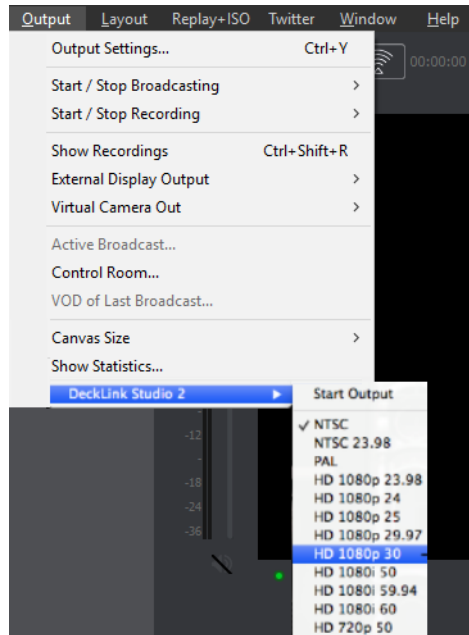 Output Layout Replay+ISO Twitter Window Help
Output Settings... Ctrl+Y
00:00:00
Start / Stop Broadcasting >
Start / Stop Recording >
Show Recordings Ctrl+Shift+R
External Display Output >
Virtual Camera Out >
Active Broadcast...
Control Room...
VOD of Last Broadcast...
Canvas Size >
Show Statistics...
DeckLink Studio 2 ▶ Start Output
✓ NTSC
-12
NTSC 23.98
PAL
-18
HD 1080p 23.98
HD 1080p 24
-24
HD 1080p 25
-36
HD 1080p 29.97
HD 1080p 30
HD 1080i 50
HD 1080i 59.94
HD 1080i 60
HD 720p 50